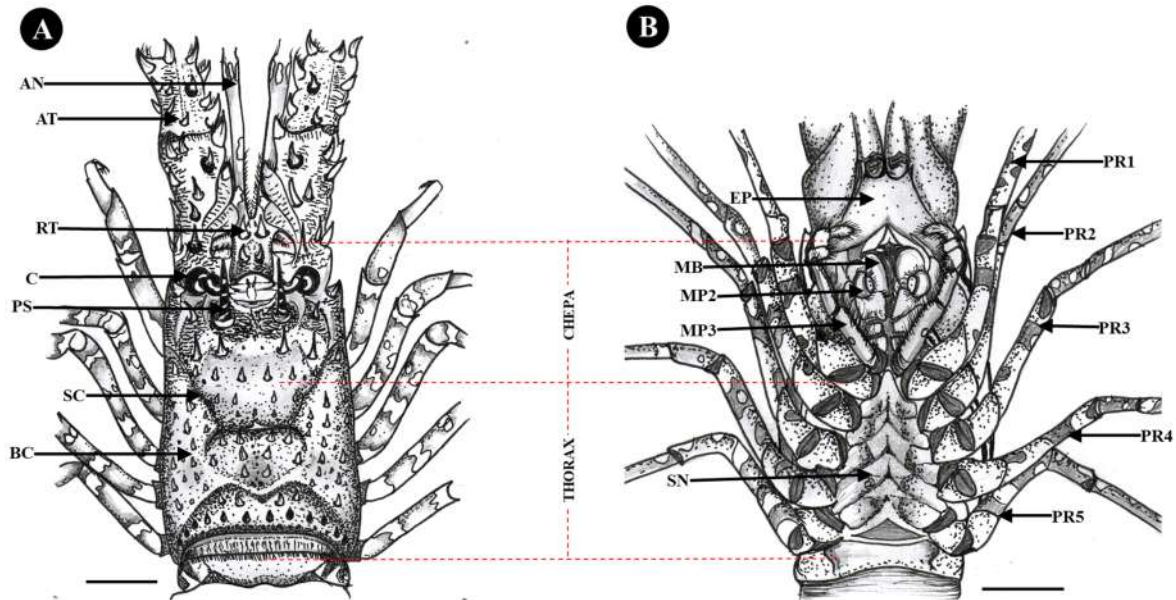 A
AN
AT
RT
C
PS
SC
BC
CHEPA
THORAX
B
EP
MB
MP2
MP3
SN
PR1
PR2
PR3
PR4
PR5